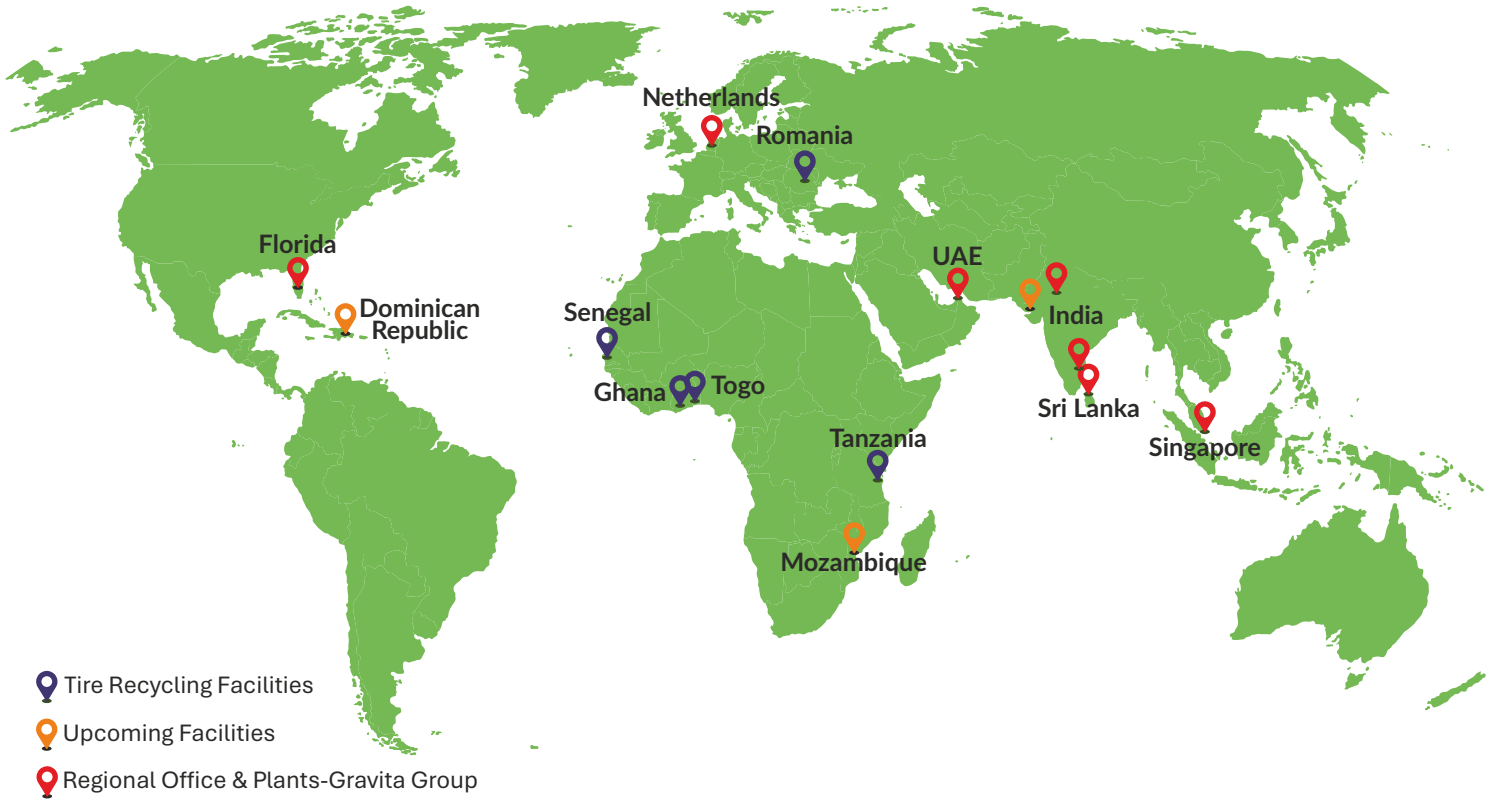 Netherlands
Romania
Florida
UAE
Dominican
Republic
Senegal
India
Ghana
Togo
Sri Lanka
Tanzania
Singapore
Mozambique
Tire Recycling Facilities
Upcoming Facilities
Regional Office & Plants-Gravita Group